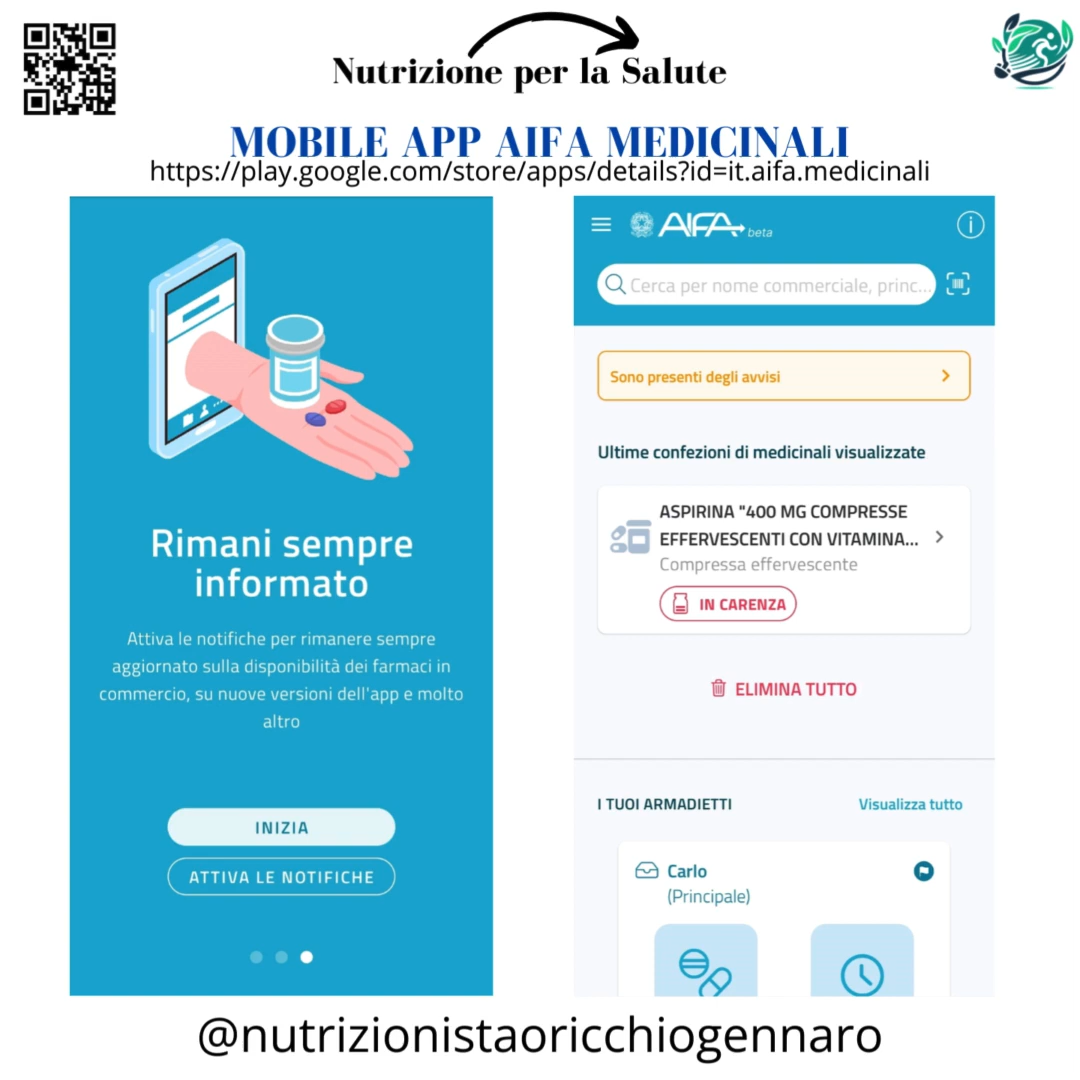 Nutrizione per la Salute
MOBILE APP AIFA MEDICINALI
https://play.google.com/store/apps/details?id=it.aifa.medicinali
Rimani sempre
informato
Attiva le notifiche per rimanere sempre
aggiornato sulla disponibilità dei farmaci in
commercio, su nuove versioni dell'app e molto
altro
INIZIA
ATTIVA LE NOTIFICHE
AIFA beta
Cerca per nome commerciale, princ...
Sono presenti degli avvisi
Ultime confezioni di medicinali visualizzate
ASPIRINA "400 MG COMPRESSE
EFFERVESCENTI CON VITAMINA...
Compressa effervescente
IN CARENZA
ELIMINA TUTTO
I TUOI ARMADIETTI Visualizza tutto
Carlo
(Principale)
@nutrizionistaoricchiogennaro